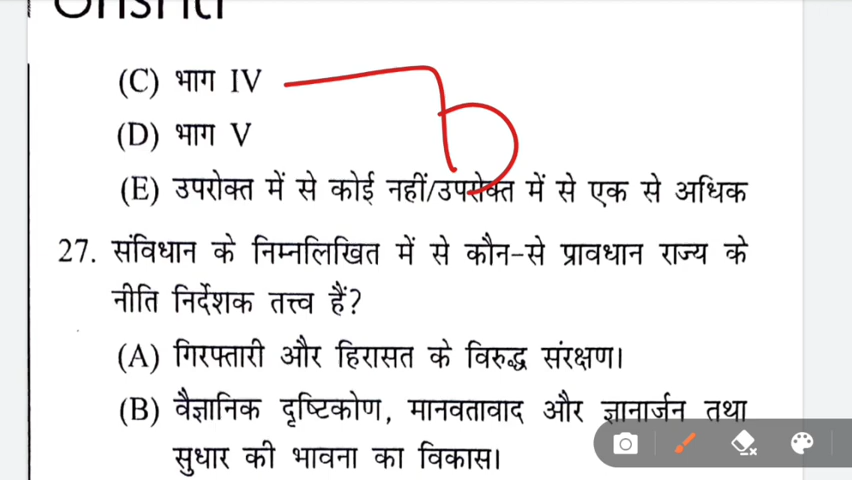 (C) भाग IV
(D) भाग V
(E) उपरोक्त में से कोई नहीं/उपरोक्त में से एक से अधिक
27. संविधान के निम्नलिखित में से कौन-से प्रावधान राज्य के
नीति निर्देशक तत्त्व हैं?
(A) गिरफ्तारी और हिरासत के विरुद्ध संरक्षण।
(B) वैज्ञानिक दृष्टिकोण, मानवतावाद और ज्ञानार्जन तथा
सुधार की भावना का विकास।